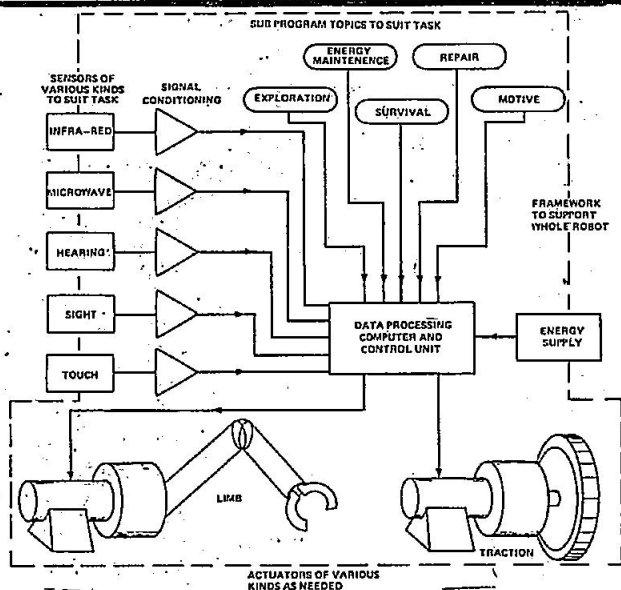 SUB PROGRAM TOPICS TO SUIT TASK
ENERGY
MAINTENENCE
REPAIR
SENSORS OF
VARIOUS KINDS
TO SUIT TASK
SIGNAL
CONDITIONING
EXPLORATION
SURVIVAL
MOTIVE
INFRA-RED
MICROWAVE
FRAMEWORK
TO SUPPORT
WHOLE ROBOT
HEARING
SIGHT
DATA PROCESSING
COMPUTER AND
CONTROL UNIT
ENERGY
SUPPLY
TOUCH
LIMB
TRACTION
ACTUATORS OF VARIOUS
KINDS AS NEEDED